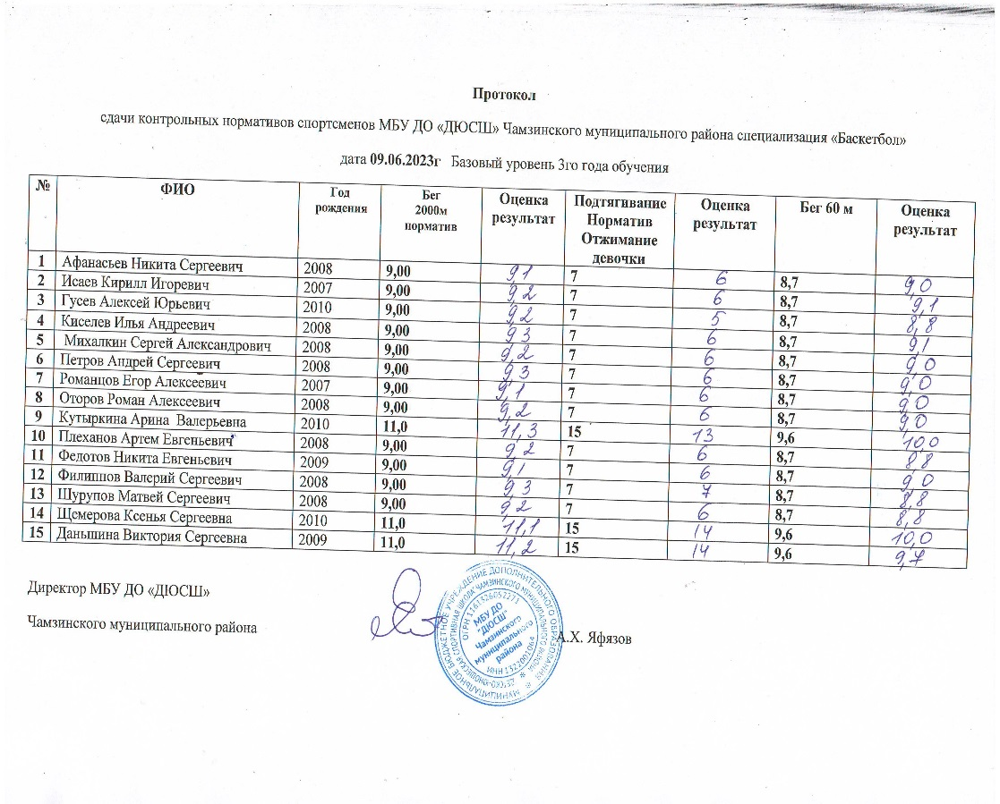 Протокол
сдачи контрольных нормативов спортсменов МБУ ДО «ДЮСШ» Чамзинского муниципального района специализация «Баскетбол»
дата 09.06.2023г Базовый уровень 3го года обучения
№ ФИО Год рождения Бег 2000м норматив Оценка результат Подтягивание Норматив Отжимание девочки Оценка результат Бег 60 м Оценка результат
1 Афанасьев Никита Сергеевич 2008 9,00 9,1 7 6 8,7 9,0
2 Исаев Кирилл Игоревич 2007 9,00 9,2 7 6 8,7 9,1
3 Гусев Алексей Юрьевич 2010 9,00 9,2 7 5 8,7 8,8
4 Киселев Илья Андреевич 2008 9,00 9,3 7 6 8,7 9,1
5 Михалкин Сергей Александрович 2008 9,00 9,2 7 6 8,7 9,0
6 Петров Андрей Сергеевич 2008 9,00 9,3 7 6 8,7 9,0
7 Романцов Егор Алексеевич 2007 9,00 9,1 7 6 8,7 9,0
8 Оторов Роман Алексеевич 2008 9,00 9,2 7 6 8,7 9,0
9 Кутыркина Арина Валерьевна 2010 11,0 11,3 15 13 9,6 10,0
10 Плеханов Артем Евгеньевич 2008 9,00 9,2 7 6 8,7 8,8
11 Федотов Никита Евгеньевич 2009 9,00 9,1 7 6 8,7 9,0
12 Филиппов Валерий Сергеевич 2008 9,00 9,3 7 7 8,7 8,8
13 Шурупов Матвей Сергеевич 2008 9,00 9,2 7 6 8,7 8,8
14 Щемерова Ксенья Сергеевна 2010 11,0 11,1 15 14 9,6 10,0
15 Даньшина Виктория Сергеевна 2009 11,0 11,2 15 14 9,6 9,7
Директор МБУ ДО «ДЮСШ»
Чамзинского муниципального района
А.Х. Яфязов
МБУ ДО
"ДЮСШ"
Чамзинского
муниципального
района